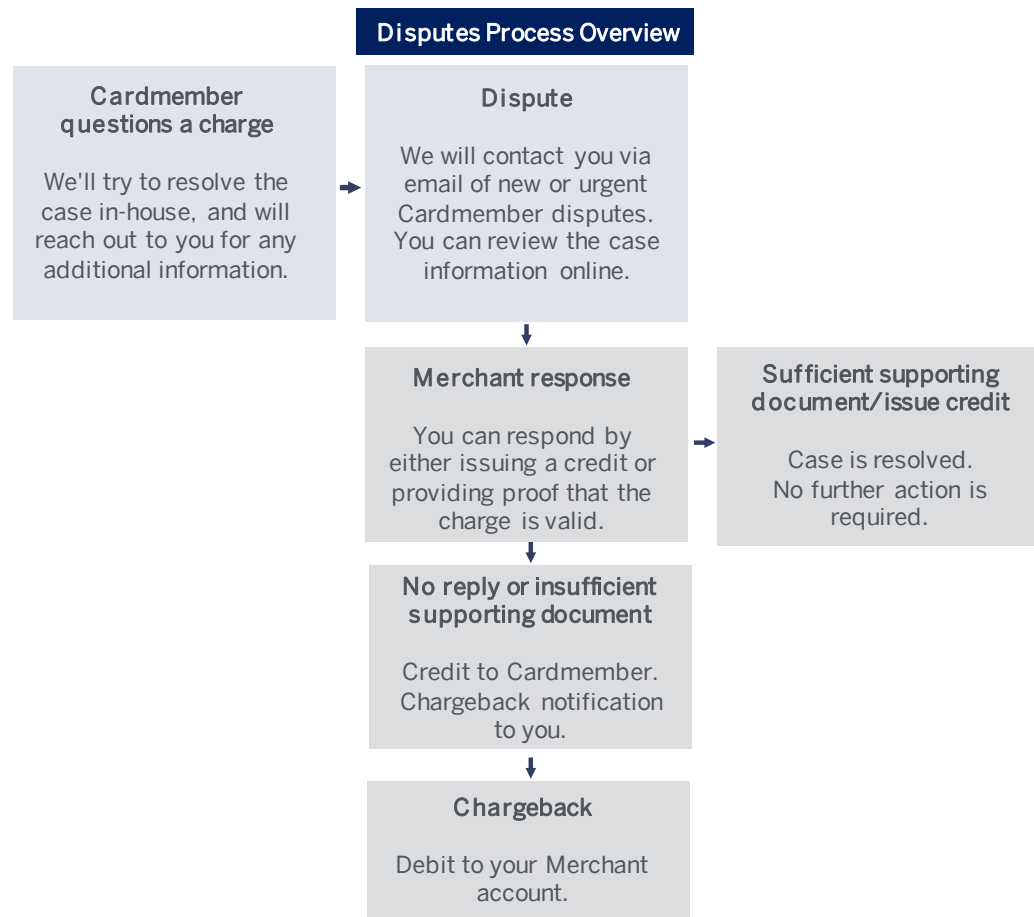 Disputes Process Overview
Cardmember
questions a charge
We'll try to resolve the
case in-house, and will
reach out to you for any
additional information.
Dispute
We will contact you via
email of new or urgent
Cardmember disputes.
You can review the case
information online.
Merchant response
You can respond by
either issuing a credit or
providing proof that the
charge is valid.
Sufficient supporting
document/issue credit
Case is resolved.
No further action is
required.
No reply or insufficient
supporting document
Credit to Cardmember.
Chargeback notification
to you.
Chargeback
Debit to your Merchant
account.